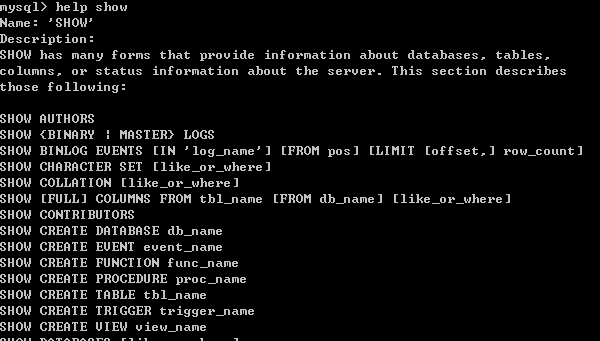 mysql> help show
Name: 'SHOW'
Description:
SHOW has many forms that provide information about databases, tables,
columns, or status information about the server. This section describes
those following:
SHOW AUTHORS
SHOW {BINARY | MASTER} LOGS
SHOW BINLOG EVENTS [IN 'log_name'] [FROM pos] [LIMIT [offset,] row_count]
SHOW CHARACTER SET [like_or_where]
SHOW COLLATION [like_or_where]
SHOW [FULL] COLUMNS FROM tbl_name [FROM db_name] [like_or_where]
SHOW CONTRIBUTORS
SHOW CREATE DATABASE db_name
SHOW CREATE EVENT event_name
SHOW CREATE FUNCTION func_name
SHOW CREATE PROCEDURE proc_name
SHOW CREATE TABLE tbl_name
SHOW CREATE TRIGGER trigger_name
SHOW CREATE VIEW view_name